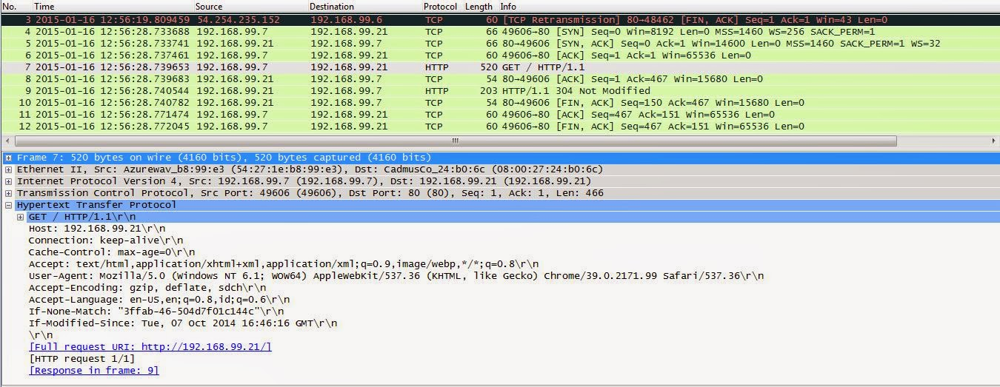 No. Time Source Destination Protocol Length Info
3 2015-01-16 12:56:19.809459 54.254.235.152 192.168.99.6 TCP 60 [TCP Retransmission] 80→48462 [FIN, ACK] Seq=1 Ack=1 Win=43 Len=0
4 2015-01-16 12:56:28.733688 192.168.99.7 192.168.99.21 TCP 66 49606→80 [SYN] Seq=0 Win=8192 Len=0 MSS=1460 WS=256 SACK_PERM=1
5 2015-01-16 12:56:28.733741 192.168.99.21 192.168.99.7 TCP 66 80→49606 [SYN, ACK] Seq=0 Ack=1 Win=14600 Len=0 MSS=1460 SACK_PERM=1 WS=32
6 2015-01-16 12:56:28.737461 192.168.99.7 192.168.99.21 TCP 60 49606→80 [ACK] Seq=1 Ack=1 Win=65536 Len=0
7 2015-01-16 12:56:28.739653 192.168.99.7 192.168.99.21 HTTP 520 GET / HTTP/1.1
8 2015-01-16 12:56:28.739683 192.168.99.21 192.168.99.7 TCP 54 80→49606 [ACK] Seq=1 Ack=467 Win=15680 Len=0
9 2015-01-16 12:56:28.740544 192.168.99.21 192.168.99.7 HTTP 203 HTTP/1.1 304 Not Modified
10 2015-01-16 12:56:28.740782 192.168.99.21 192.168.99.7 TCP 54 80→49606 [FIN, ACK] Seq=150 Ack=467 Win=15680 Len=0
11 2015-01-16 12:56:28.771474 192.168.99.7 192.168.99.21 TCP 60 49606→80 [ACK] Seq=467 Ack=151 Win=65536 Len=0
12 2015-01-16 12:56:28.772045 192.168.99.7 192.168.99.21 TCP 60 49606→80 [FIN, ACK] Seq=467 Ack=151 Win=65536 Len=0
Frame 7: 520 bytes on wire (4160 bits), 520 bytes captured (4160 bits)
Ethernet II, Src: Azurewav_b8:99:e3 (54:27:1e:b8:99:e3), Dst: CadmusCo_24:b0:6c (08:00:27:24:b0:6c)
Internet Protocol Version 4, Src: 192.168.99.7 (192.168.99.7), Dst: 192.168.99.21 (192.168.99.21)
Transmission Control Protocol, Src Port: 49606 (49606), Dst Port: 80 (80), Seq: 1, Ack: 1, Len: 466
Hypertext Transfer Protocol
GET / HTTP/1.1\r\n
Host: 192.168.99.21\r\n
Connection: keep-alive\r\n
Cache-Control: max-age=0\r\n
Accept: text/html,application/xhtml+xml,application/xml;q=0.9,image/webp,*/*;q=0.8\r\n
User-Agent: Mozilla/5.0 (Windows NT 6.1; WOW64) AppleWebKit/537.36 (KHTML, like Gecko) Chrome/39.0.2171.99 Safari/537.36\r\n
Accept-Encoding: gzip, deflate, sdch\r\n
Accept-Language: en-US,en;q=0.8,id;q=0.6\r\n
If-None-Match: "3ffab-46-504d7f01c144c"\r\n
If-Modified-Since: Tue, 07 Oct 2014 16:46:16 GMT\r\n
\r\n
[Full request URI: http://192.168.99.21/]
[HTTP request 1/1]
[Response in frame: 9]